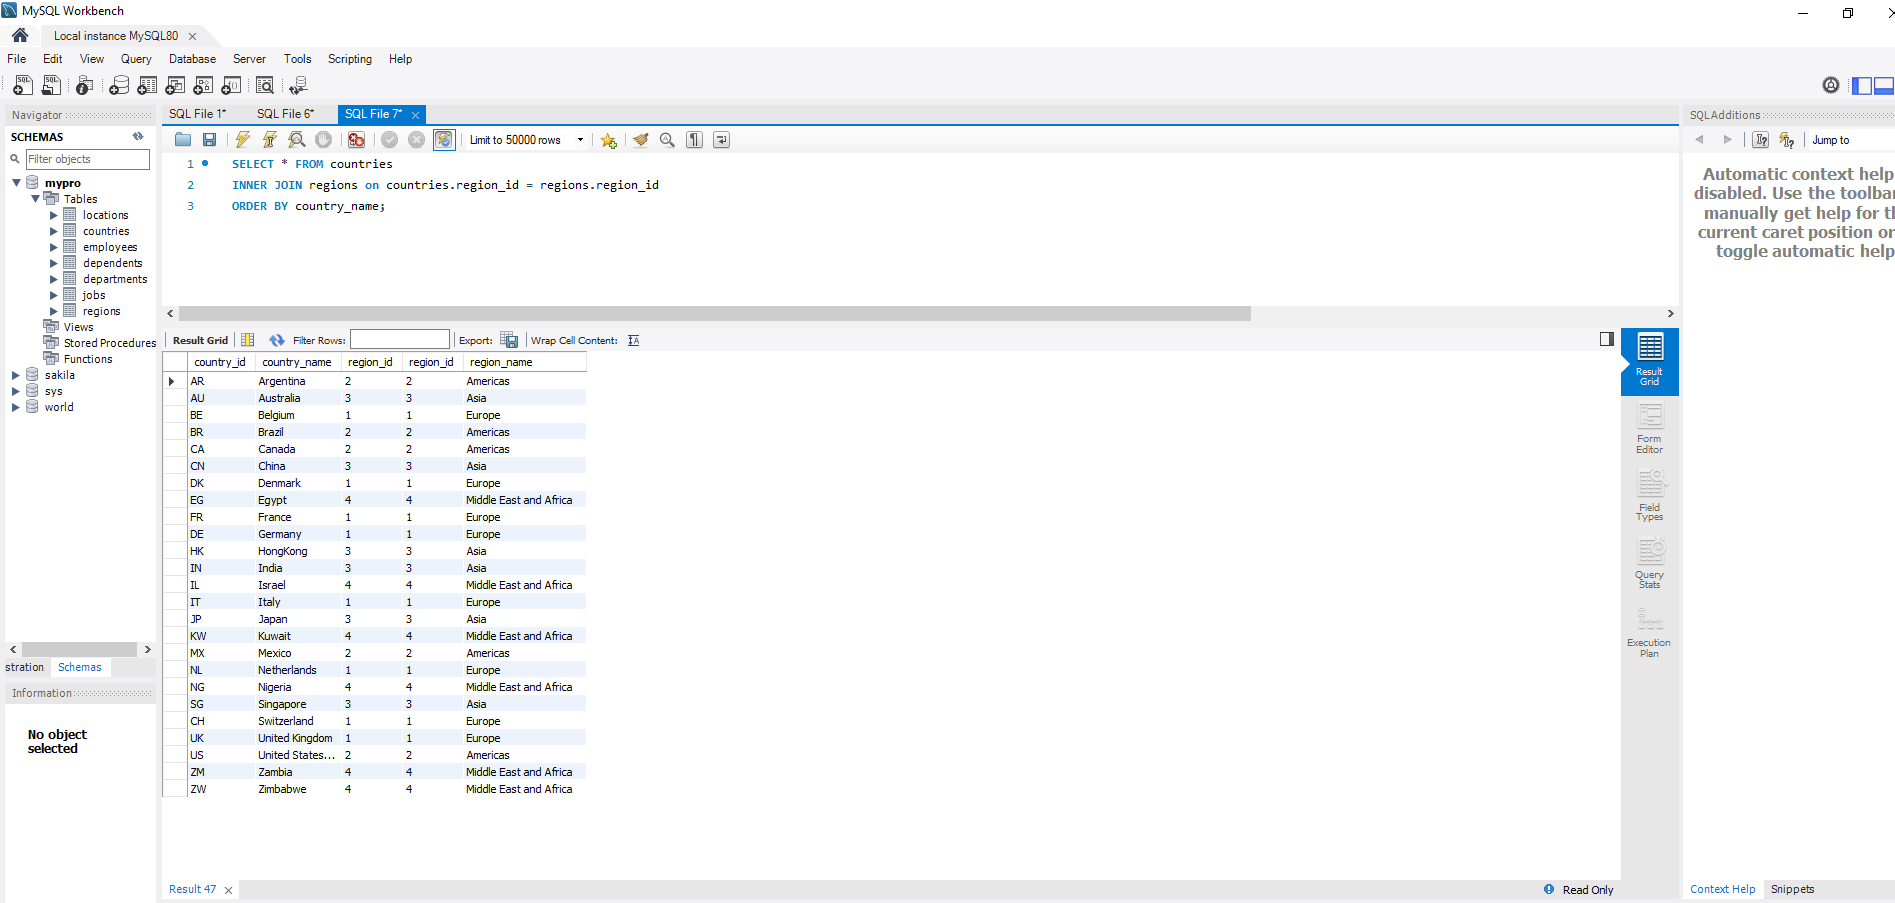 MySQL Workbench
Local instance MySQL80
File Edit View Query Database Server Tools Scripting Help
Navigator
SCHEMAS
Filter objects
mypro
Tables
locations
countries
employees
dependents
departments
jobs
regions
Views
Stored Procedures
Functions
sakila
sys
world
stration Schemas
Information
No object
selected
SQL File 1* SQL File 6* SQL File 7*
Limit to 50000 rows
1 SELECT * FROM countries
2 INNER JOIN regions on countries.region_id = regions.region_id
3 ORDER BY country_name;
Result Grid Filter Rows: Export: Wrap Cell Content:
country_id country_name region_id region_id region_name
AR Argentina 2 2 Americas
AU Australia 3 3 Asia
BE Belgium 1 1 Europe
BR Brazil 2 2 Americas
CA Canada 2 2 Americas
CN China 3 3 Asia
DK Denmark 1 1 Europe
EG Egypt 4 4 Middle East and Africa
FR France 1 1 Europe
DE Germany 1 1 Europe
HK HongKong 3 3 Asia
IN India 3 3 Asia
IL Israel 4 4 Middle East and Africa
IT Italy 1 1 Europe
JP Japan 3 3 Asia
KW Kuwait 4 4 Middle East and Africa
MX Mexico 2 2 Americas
NL Netherlands 1 1 Europe
NG Nigeria 4 4 Middle East and Africa
SG Singapore 3 3 Asia
CH Switzerland 1 1 Europe
UK United Kingdom 1 1 Europe
US United States... 2 2 Americas
ZM Zambia 4 4 Middle East and Africa
ZW Zimbabwe 4 4 Middle East and Africa
Result
Grid
Form
Editor
Field
Types
Query
Stats
Execution
Plan
Result 47
Read Only
SQLAdditions
Jump to
Automatic context help
disabled. Use the toolba
manually get help for th
current caret position or
toggle automatic help
Context Help Snippets